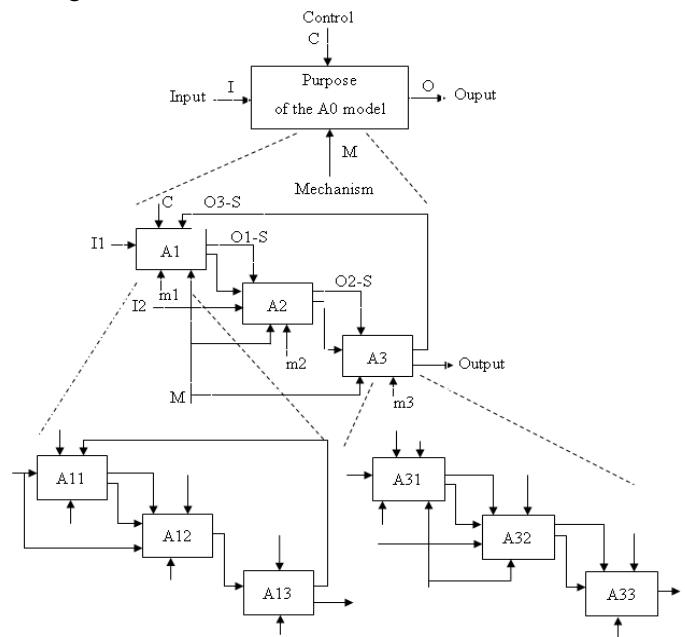 Control
C
Purpose
of the A0 model
Input
I
O
Ouput
M
Mechanism
C
O3-S
I1
A1
O1-S
m1
I2
A2
O2-S
m2
A3
Output
M
m3
A11
A12
A13
A31
A32
A33